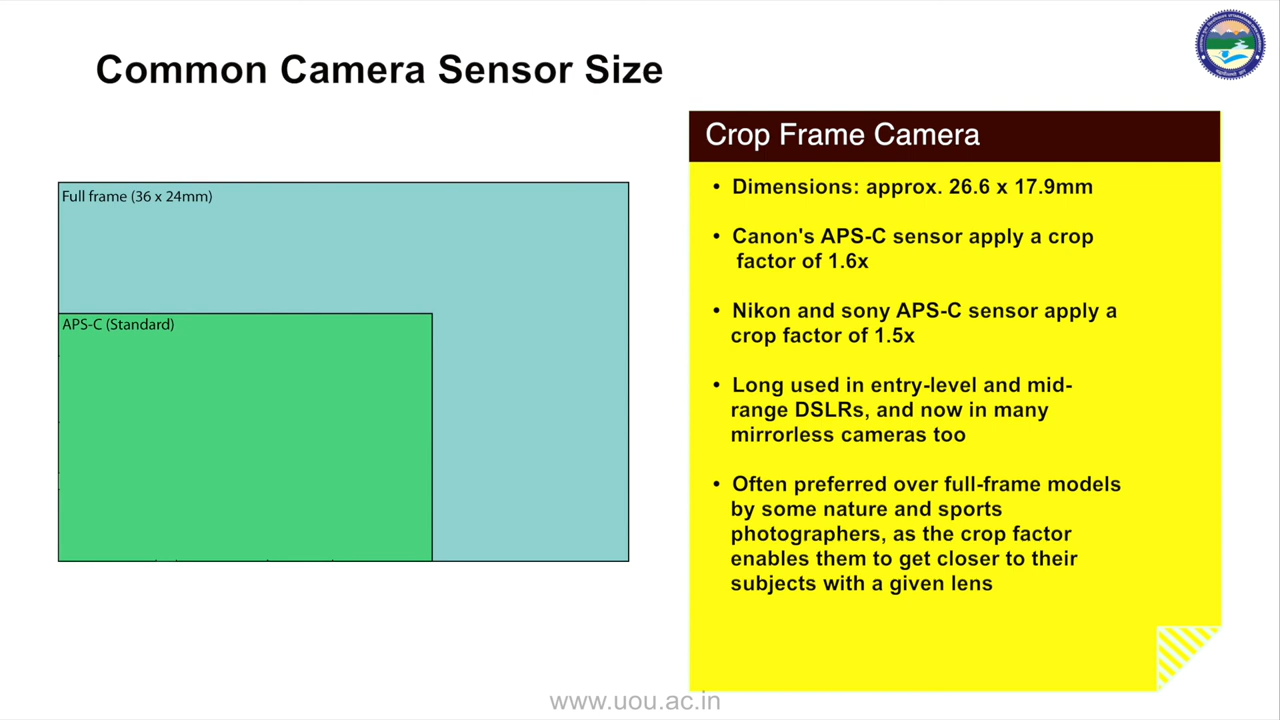 Common Camera Sensor Size
Full frame (36 x 24mm)
APS-C (Standard)
Crop Frame Camera
• Dimensions: approx. 26.6 x 17.9mm
• Canon's APS-C sensor apply a crop
factor of 1.6x
• Nikon and sony APS-C sensor apply a
crop factor of 1.5x
• Long used in entry-level and mid-
range DSLRs, and now in many
mirrorless cameras too
• Often preferred over full-frame models
by some nature and sports
photographers, as the crop factor
enables them to get closer to their
subjects with a given lens
www.uou.ac.in